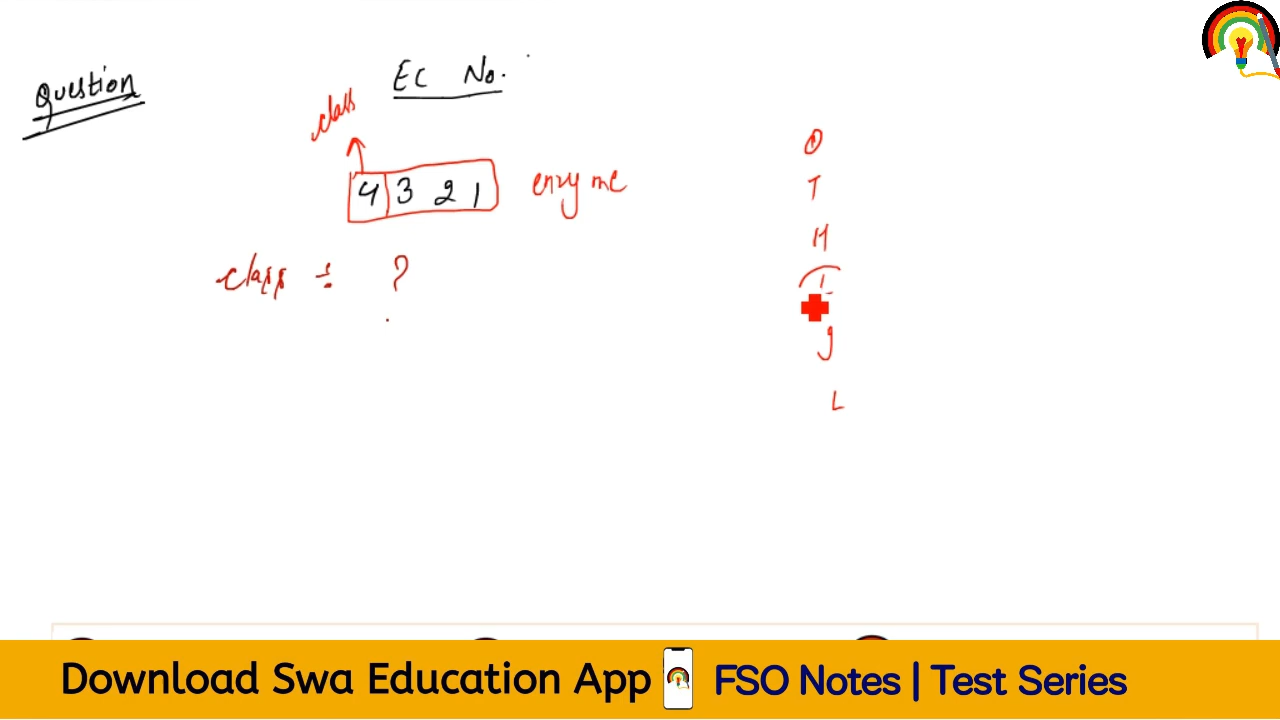 Question
EC No.
class
4 3 2 1 enzyme
class ÷ ?
O
T
H
I
g
L
Download Swa Education App FSO Notes | Test Series